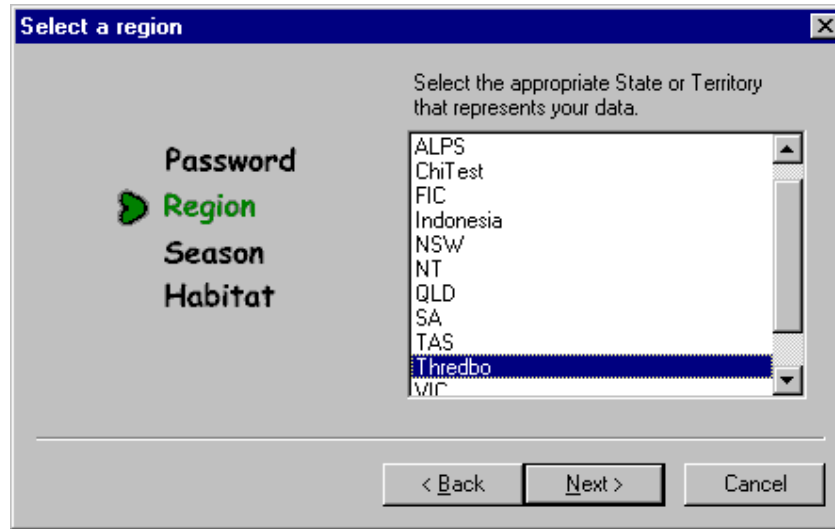 Select a region
Select the appropriate State or Territory
that represents your data.
Password
Region
Season
Habitat
ALPS
ChiTest
FIC
Indonesia
NSW
NT
QLD
SA
TAS
Thredbo
VIC
< Back
Next >
Cancel